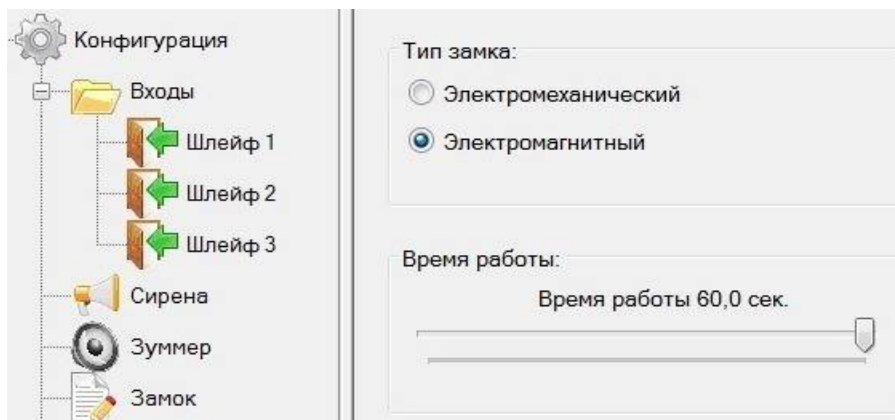 Конфигурация
Входы
Шлейф 1
Шлейф 2
Шлейф 3
Сирена
Зуммер
Замок
Тип замка:
Электромеханический
Электромагнитный
Время работы:
Время работы 60,0 сек.